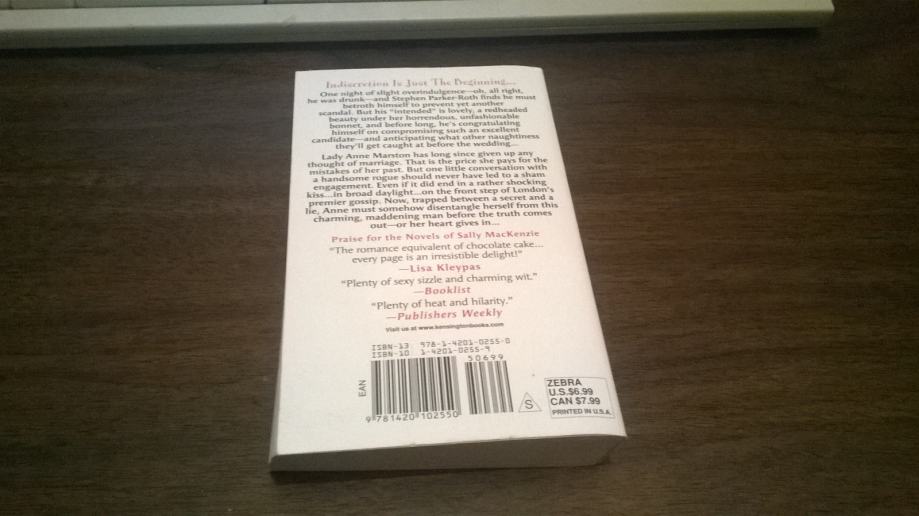 Indiscretion Is Just The Beginning...
One night of slight overindulgence—oh, all right,
he was drunk—and Stephen Parker-Roth finds he must
betroth himself to prevent yet another
scandal. But his "intended" is lovely, a redheaded
beauty under her horrendous, unfashionable
bonnet, and before long, he's congratulating
himself on compromising such an excellent
candidate—and anticipating what other naughtiness
they'll get caught at before the wedding...
Lady Anne Marston has long since given up any
thought of marriage. That is the price she pays for the
mistakes of her past. But one little conversation with
a handsome rogue should never have led to a sham
engagement. Even if it did end in a rather shocking
kiss...in broad daylight...on the front step of London's
premier gossip. Now, trapped between a secret and a
lie, Anne must somehow disentangle herself from this
charming, maddening man before the truth comes
out—or her heart gives in...
Praise for the Novels of Sally MacKenzie
"The romance equivalent of chocolate cake...
every page is an irresistible delight!"
—Lisa Kleypas
"Plenty of sexy sizzle and charming wit."
—Booklist
"Plenty of heat and hilarity."
—Publishers Weekly
Visit us at www.kensingtonbooks.com
ISBN-13: 978-1-4201-0255-0
ISBN-10: 1-4201-0255-9
50699
EAN
9 781420 102550
S
ZEBRA
U.S.$6.99
CAN $7.99
PRINTED IN U.S.A.